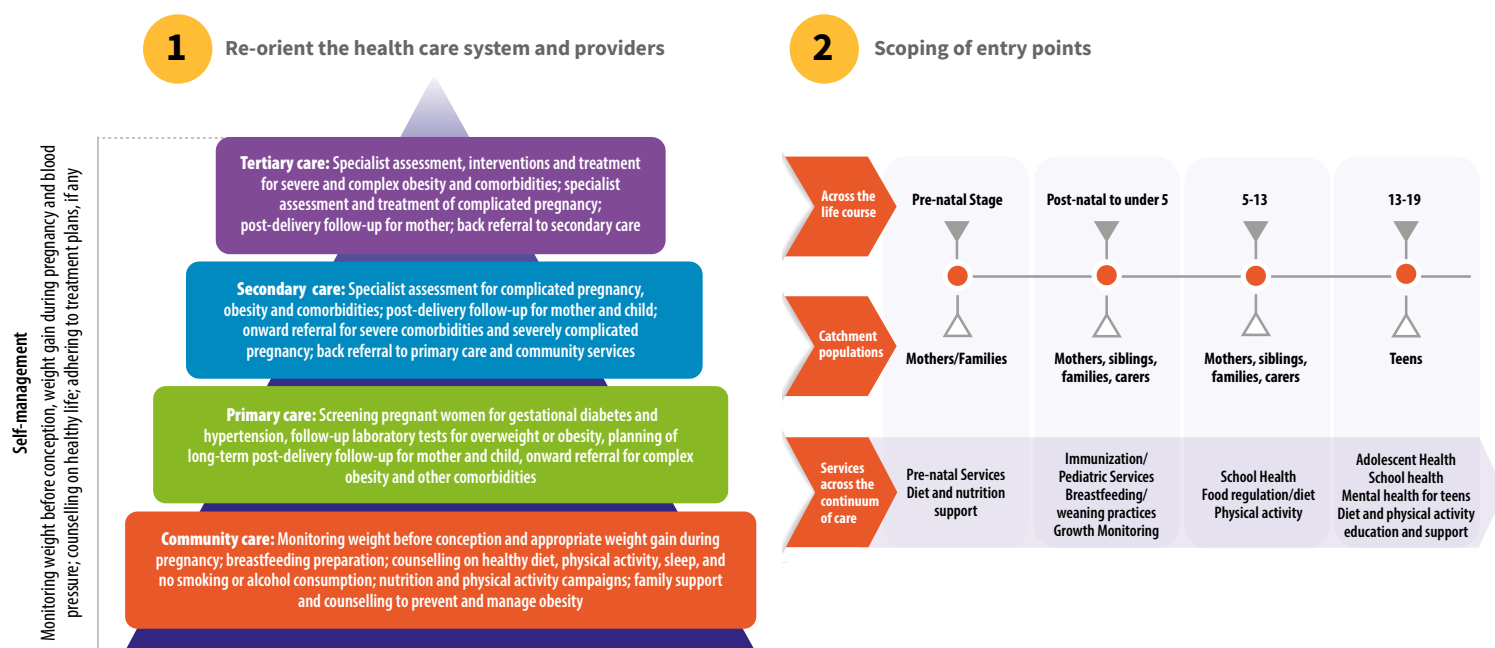 1
Re-orient the health care system and providers
Self-management
Monitoring weight before conception, weight gain during pregnancy and blood
pressure; counselling on healthy life; adhering to treatment plans, if any
Tertiary care: Specialist assessment, interventions and treatment
for severe and complex obesity and comorbidities; specialist
assessment and treatment of complicated pregnancy;
post-delivery follow-up for mother; back referral to secondary care
Secondary care: Specialist assessment for complicated pregnancy,
obesity and comorbidities; post-delivery follow-up for mother and child;
onward referral for severe comorbidities and severely complicated
pregnancy; back referral to primary care and community services
Primary care: Screening pregnant women for gestational diabetes and
hypertension, follow-up laboratory tests for overweight or obesity, planning of
long-term post-delivery follow-up for mother and child, onward referral for complex
obesity and other comorbidities
Community care: Monitoring weight before conception and appropriate weight gain during
pregnancy; breastfeeding preparation; counselling on healthy diet, physical activity, sleep, and
no smoking or alcohol consumption; nutrition and physical activity campaigns; family support
and counselling to prevent and manage obesity
2
Scoping of entry points
Across the
life course
Pre-natal Stage
Post-natal to under 5
5-13
13-19
Catchment
populations
Mothers/Families
Mothers, siblings,
families, carers
Mothers, siblings,
families, carers
Teens
Services
across the
continuum
of care
Pre-natal Services
Diet and nutrition
support
Immunization/
Pediatric Services
Breastfeeding/
weaning practices
Growth Monitoring
School Health
Food regulation/diet
Physical activity
Adolescent Health
School health
Mental health for teens
Diet and physical activity
education and support